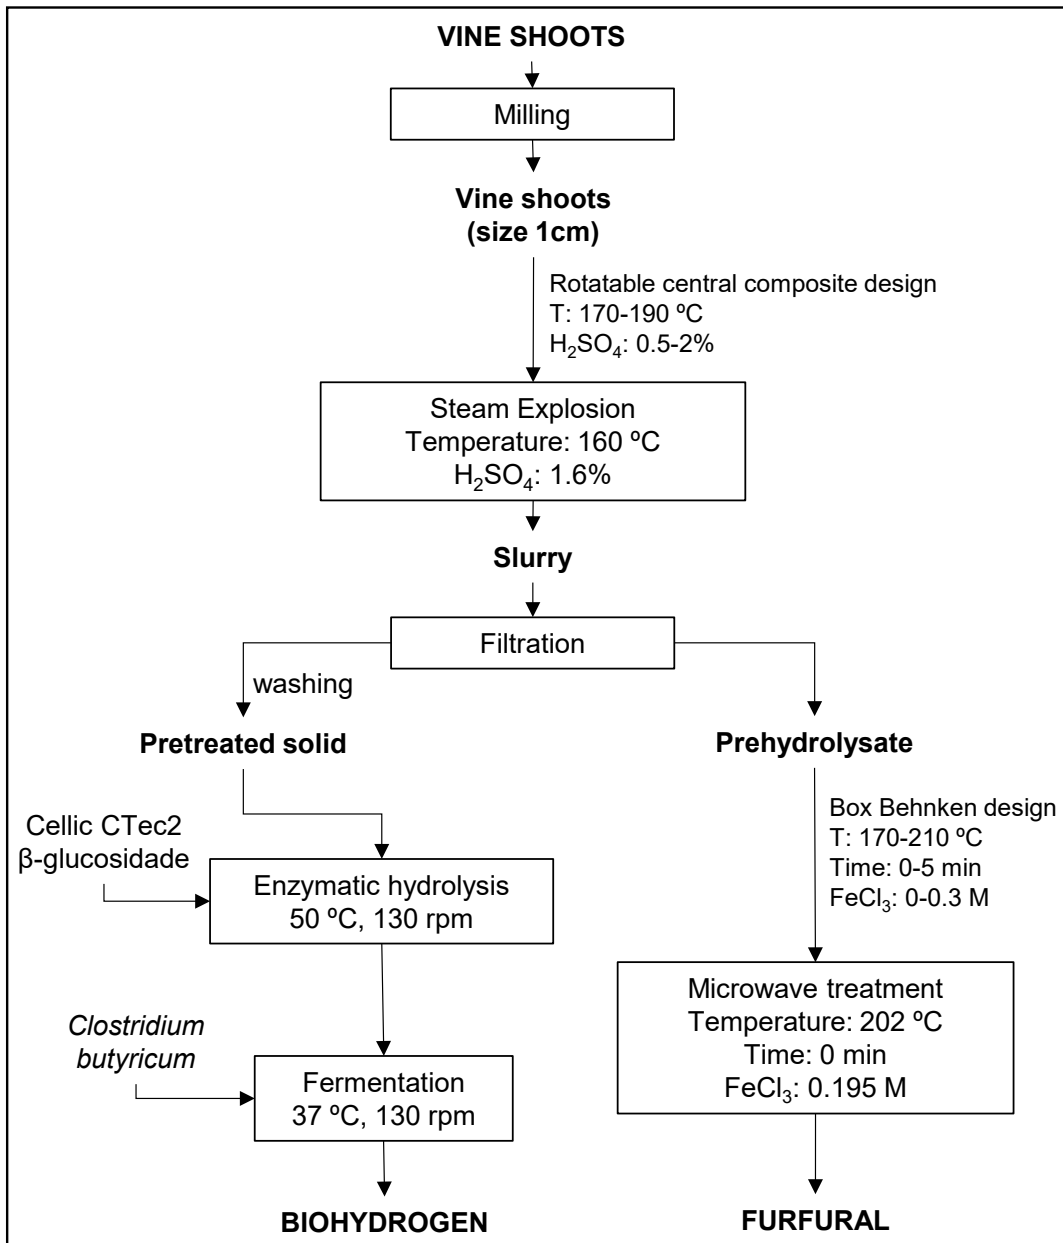 VINE SHOOTS
Milling
Vine shoots
(size 1cm)
Rotatable central composite design
T: 170-190 ºC
H₂SO₄: 0.5-2%
Steam Explosion
Temperature: 160 ºC
H₂SO₄: 1.6%
Slurry
Filtration
washing
Pretreated solid
Prehydrolysate
Cellic CTec2
β-glucosidade
Box Behnken design
T: 170-210 ºC
Time: 0-5 min
FeCl₃: 0-0.3 M
Enzymatic hydrolysis
50 ºC, 130 rpm
Microwave treatment
Temperature: 202 ºC
Time: 0 min
FeCl₃: 0.195 M
Clostridium
butyricum
Fermentation
37 ºC, 130 rpm
BIOHYDROGEN
FURFURAL